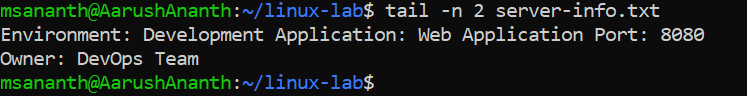 msananth@AarushAnanth:~/linux-lab$ tail -n 2 server-info.txt
Environment: Development Application: Web Application Port: 8080
Owner: DevOps Team
msananth@AarushAnanth:~/linux-lab$